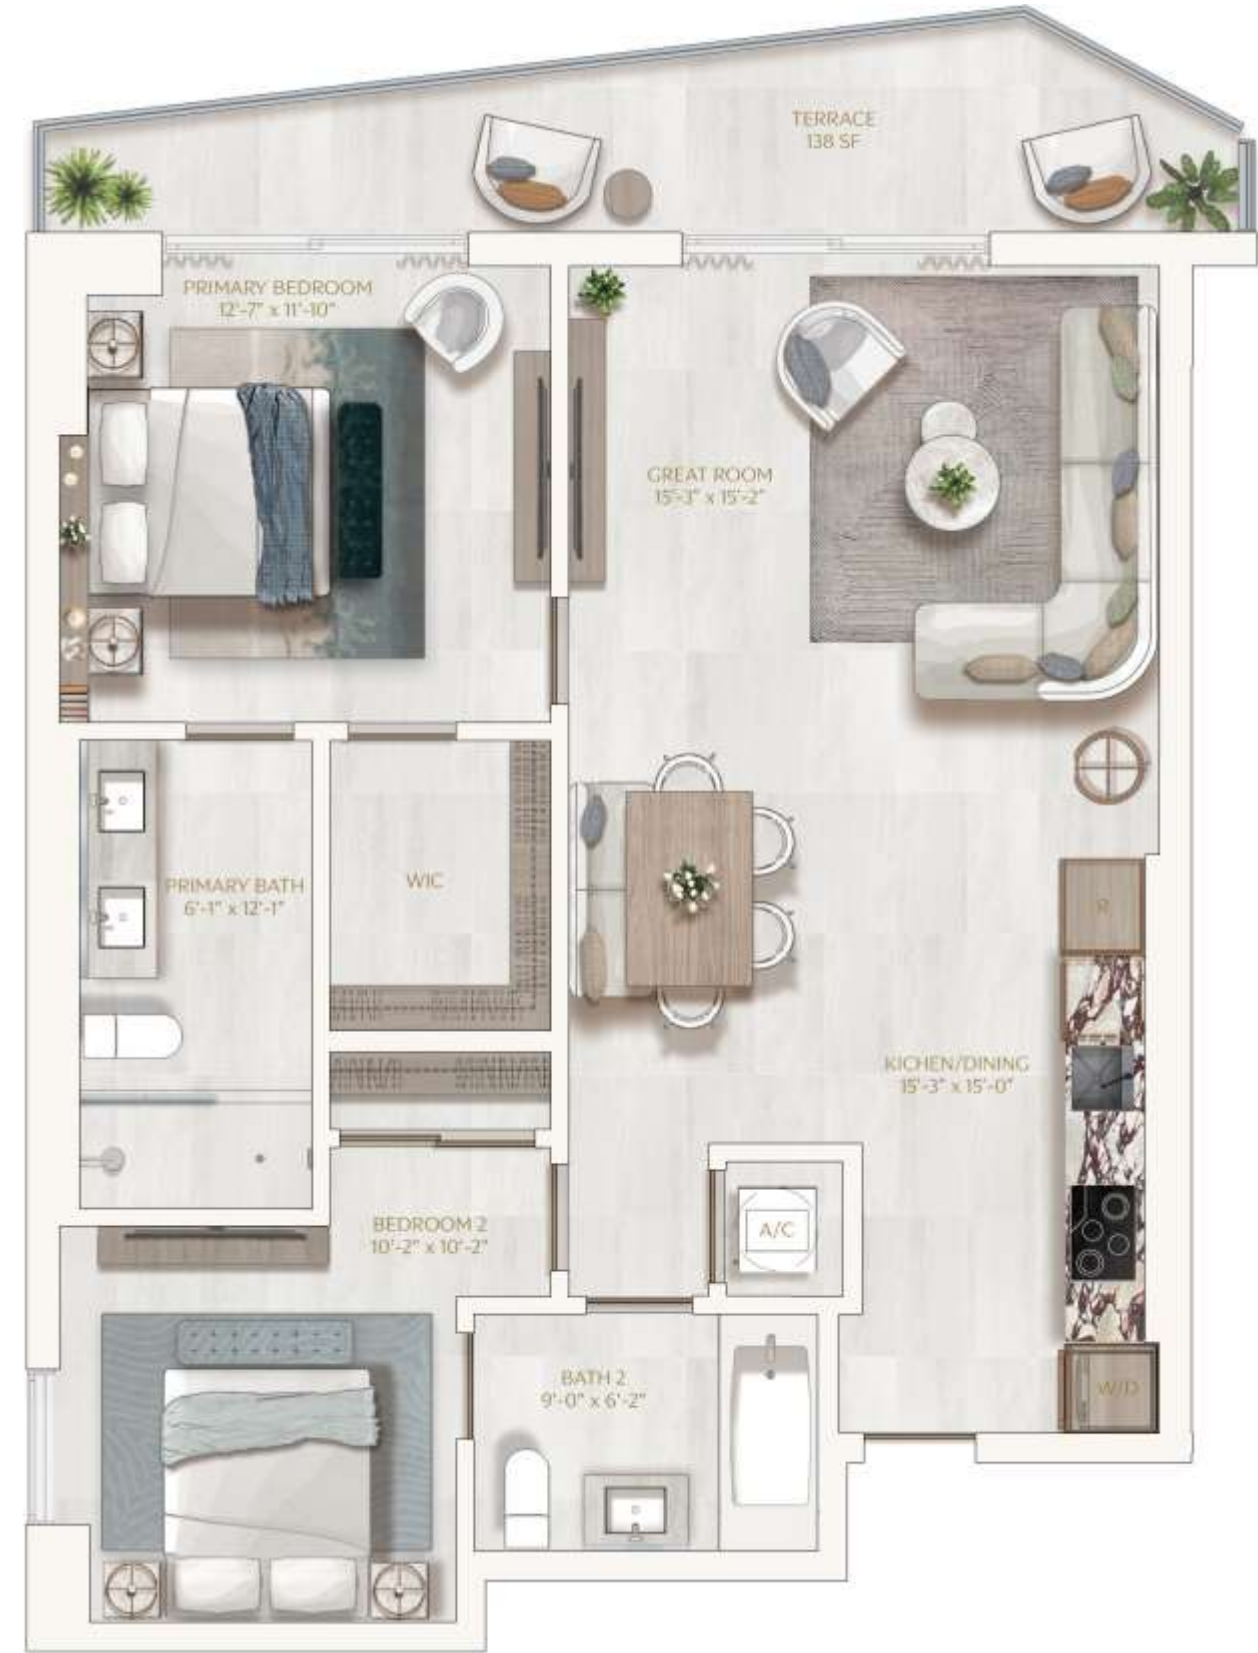 TERRACE
138 SF
PRIMARY BEDROOM
12'-7" x 11'-10"
GREAT ROOM
15'-3" x 15'-2"
PRIMARY BATH
6'-1" x 12'-1"
WIC
R
KICHEN/DINING
15'-3" x 15'-0"
BEDROOM 2
10'-2" x 10'-2"
A/C
BATH 2
9'-0" x 6'-2"
W/D